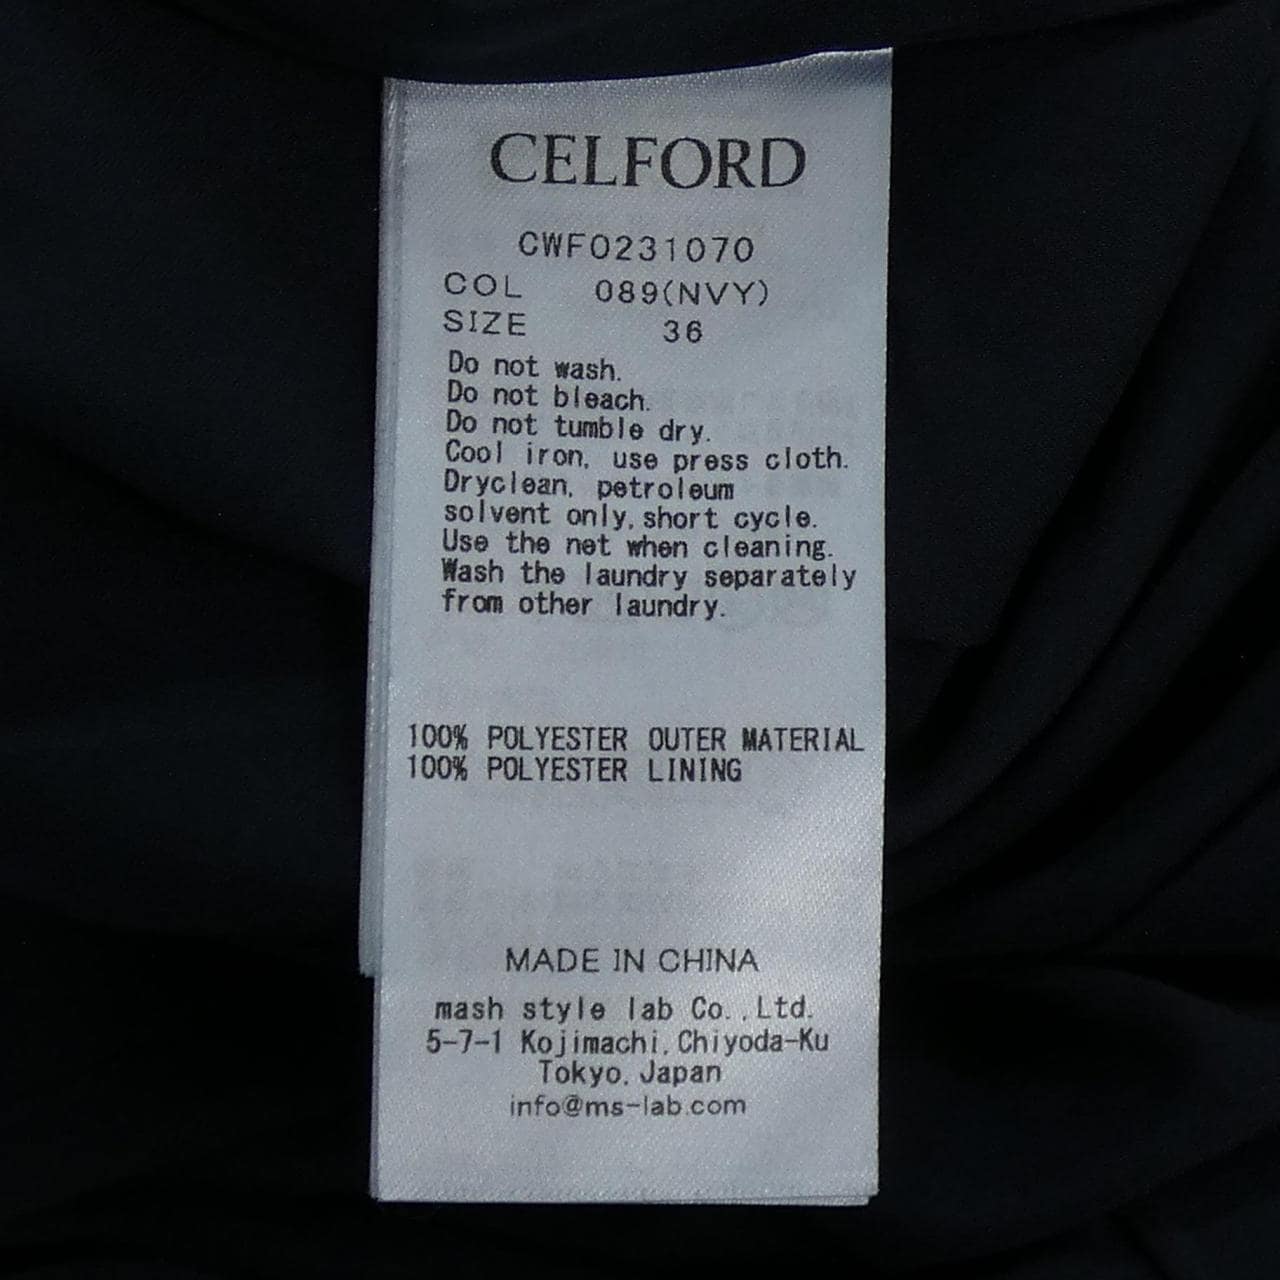 CELFORD
CWFO231070
COL 089(NVY)
SIZE 36
Do not wash.
Do not bleach.
Do not tumble dry.
Cool iron, use press cloth.
Dryclean, petroleum
solvent only, short cycle.
Use the net when cleaning.
Wash the laundry separately
from other laundry.
100% POLYESTER OUTER MATERIAL
100% POLYESTER LINING
MADE IN CHINA
mash style lab Co.,Ltd.
5-7-1 Kojimachi, Chiyoda-Ku
Tokyo, Japan
info@ms-lab.com